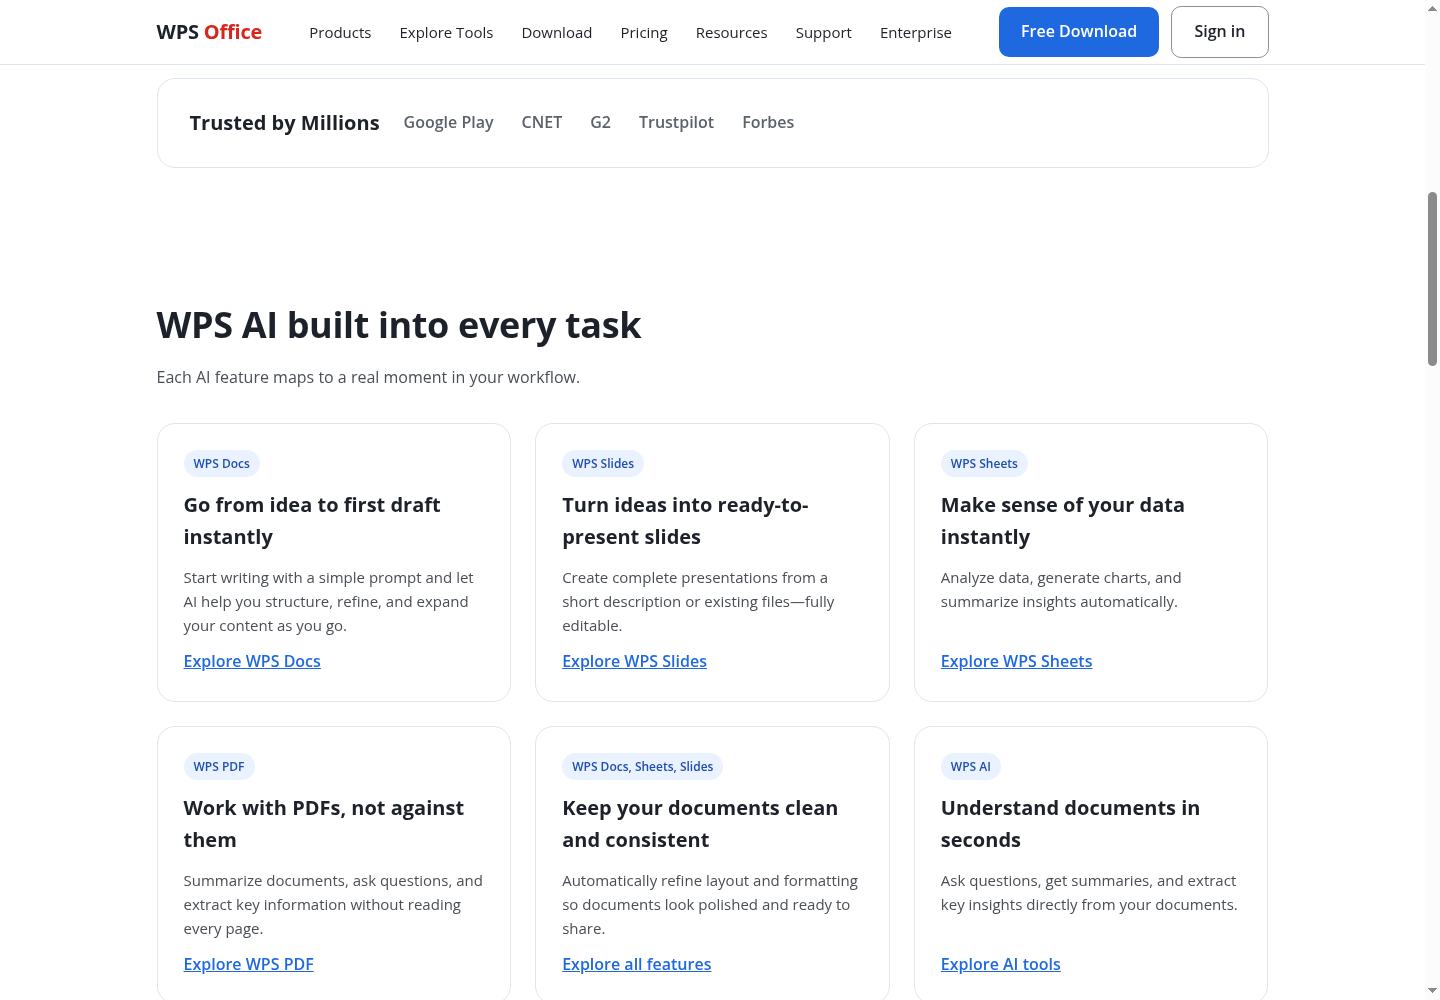 WPS Office
Products
Explore Tools
Download
Pricing
Resources
Support
Enterprise
Free Download
Sign in
Trusted by Millions
Google Play
CNET
G2
Trustpilot
Forbes
WPS AI built into every task
Each AI feature maps to a real moment in your workflow.
WPS Docs
Go from idea to first draft
instantly
Start writing with a simple prompt and let
AI help you structure, refine, and expand
your content as you go.
Explore WPS Docs
WPS Slides
Turn ideas into ready-to-
present slides
Create complete presentations from a
short description or existing files—fully
editable.
Explore WPS Slides
WPS Sheets
Make sense of your data
instantly
Analyze data, generate charts, and
summarize insights automatically.
Explore WPS Sheets
WPS PDF
Work with PDFs, not against
them
Summarize documents, ask questions, and
extract key information without reading
every page.
Explore WPS PDF
WPS Docs, Sheets, Slides
Keep your documents clean
and consistent
Automatically refine layout and formatting
so documents look polished and ready to
share.
Explore all features
WPS AI
Understand documents in
seconds
Ask questions, get summaries, and extract
key insights directly from your documents.
Explore AI tools